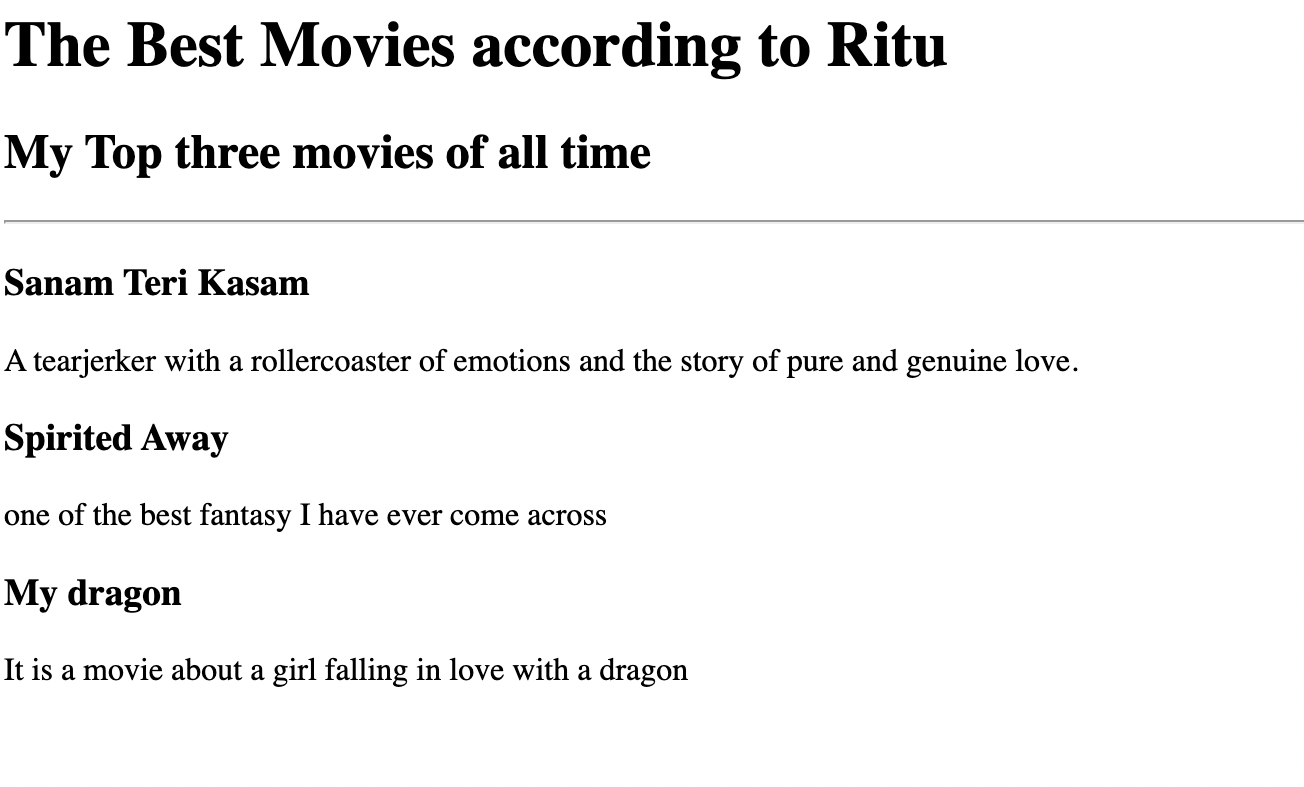 The Best Movies according to Ritu
My Top three movies of all time
Sanam Teri Kasam
A tearjerker with a rollercoaster of emotions and the story of pure and genuine love.
Spirited Away
one of the best fantasy I have ever come across
My dragon
It is a movie about a girl falling in love with a dragon